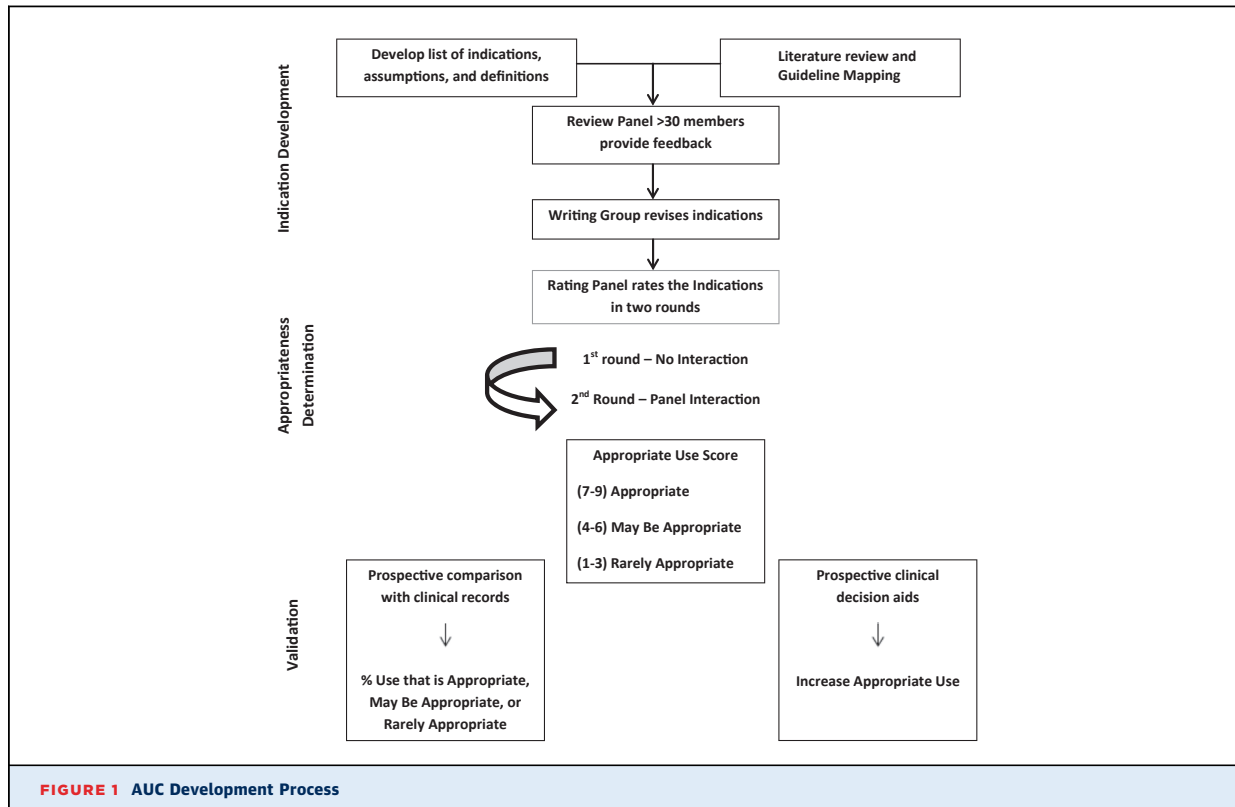 Indication Development
Develop list of indications,
assumptions, and definitions
Literature review and
Guideline Mapping
Review Panel >30 members
provide feedback
Writing Group revises indications
Appropriateness
Determination
Rating Panel rates the Indications
in two rounds
1st round – No Interaction
2nd Round – Panel Interaction
Appropriate Use Score
(7-9) Appropriate
(4-6) May Be Appropriate
(1-3) Rarely Appropriate
Validation
Prospective comparison
with clinical records
% Use that is Appropriate,
May Be Appropriate, or
Rarely Appropriate
Prospective clinical
decision aids
Increase Appropriate Use
FIGURE 1 AUC Development Process